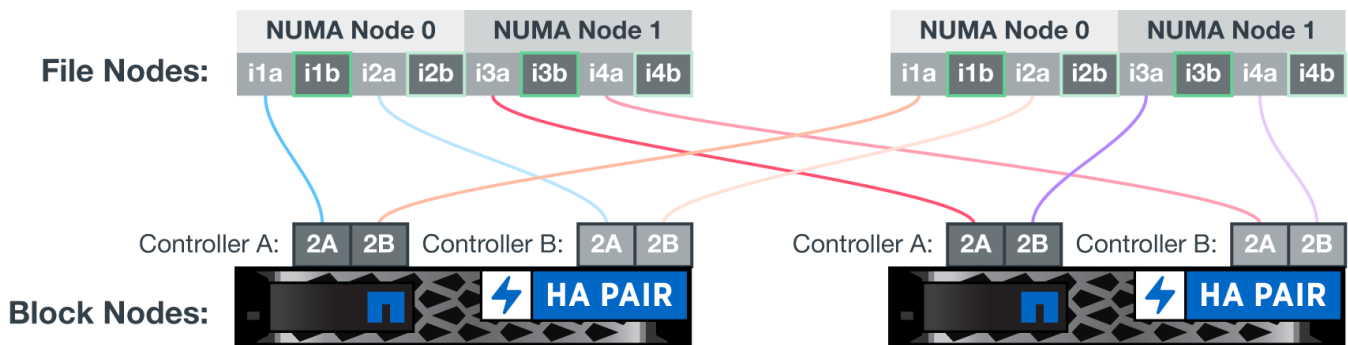 NUMA Node 0 NUMA Node 1 NUMA Node 0 NUMA Node 1
File Nodes: i1a i1b i2a i2b i3a i3b i4a i4b i1a i1b i2a i2b i3a i3b i4a i4b
Controller A: 2A 2B Controller B: 2A 2B Controller A: 2A 2B Controller B: 2A 2B
Block Nodes: HA PAIR HA PAIR